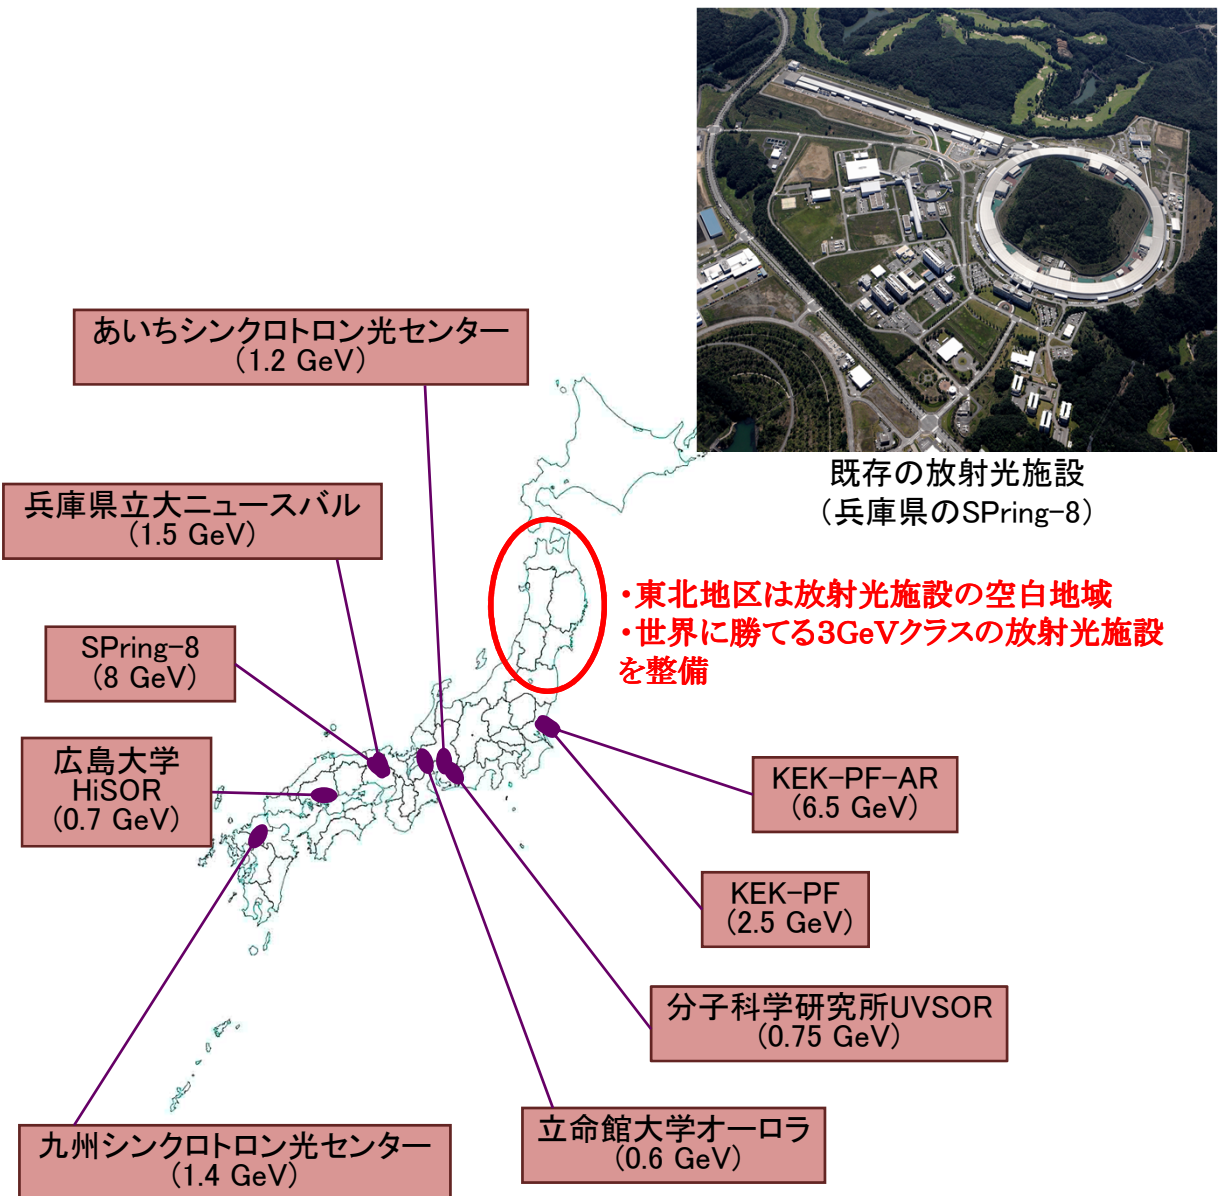 既存の放射光施設
（兵庫県のSPring-8）
あいちシンクロトロン光センター
（1.2 GeV）
兵庫県立大ニュースバル
（1.5 GeV）
・東北地区は放射光施設の空白地域
・世界に勝てる3GeVクラスの放射光施設
を整備
SPring-8
（8 GeV）
広島大学
HiSOR
（0.7 GeV）
KEK-PF-AR
（6.5 GeV）
KEK-PF
（2.5 GeV）
分子科学研究所UVSOR
（0.75 GeV）
立命館大学オーロラ
（0.6 GeV）
九州シンクロトロン光センター
（1.4 GeV）